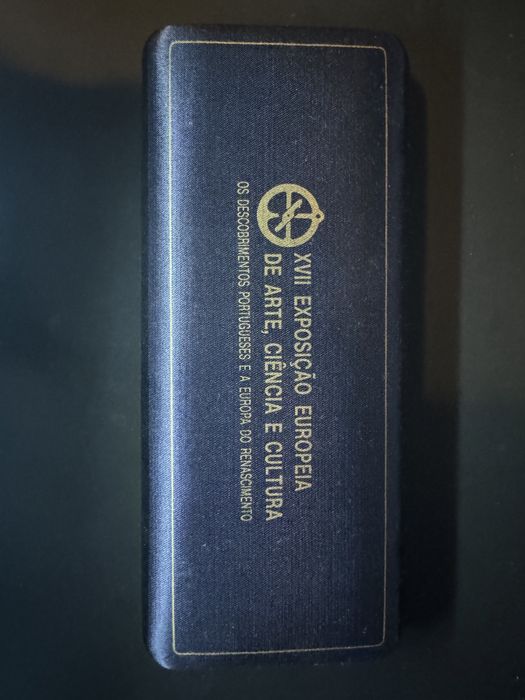 XVII EXPOSIÇÃO EUROPEIA
DE ARTE, CIÊNCIA E CULTURA
OS DESCOBRIMENTOS PORTUGUESES E A EUROPA DO RENASCIMENTO